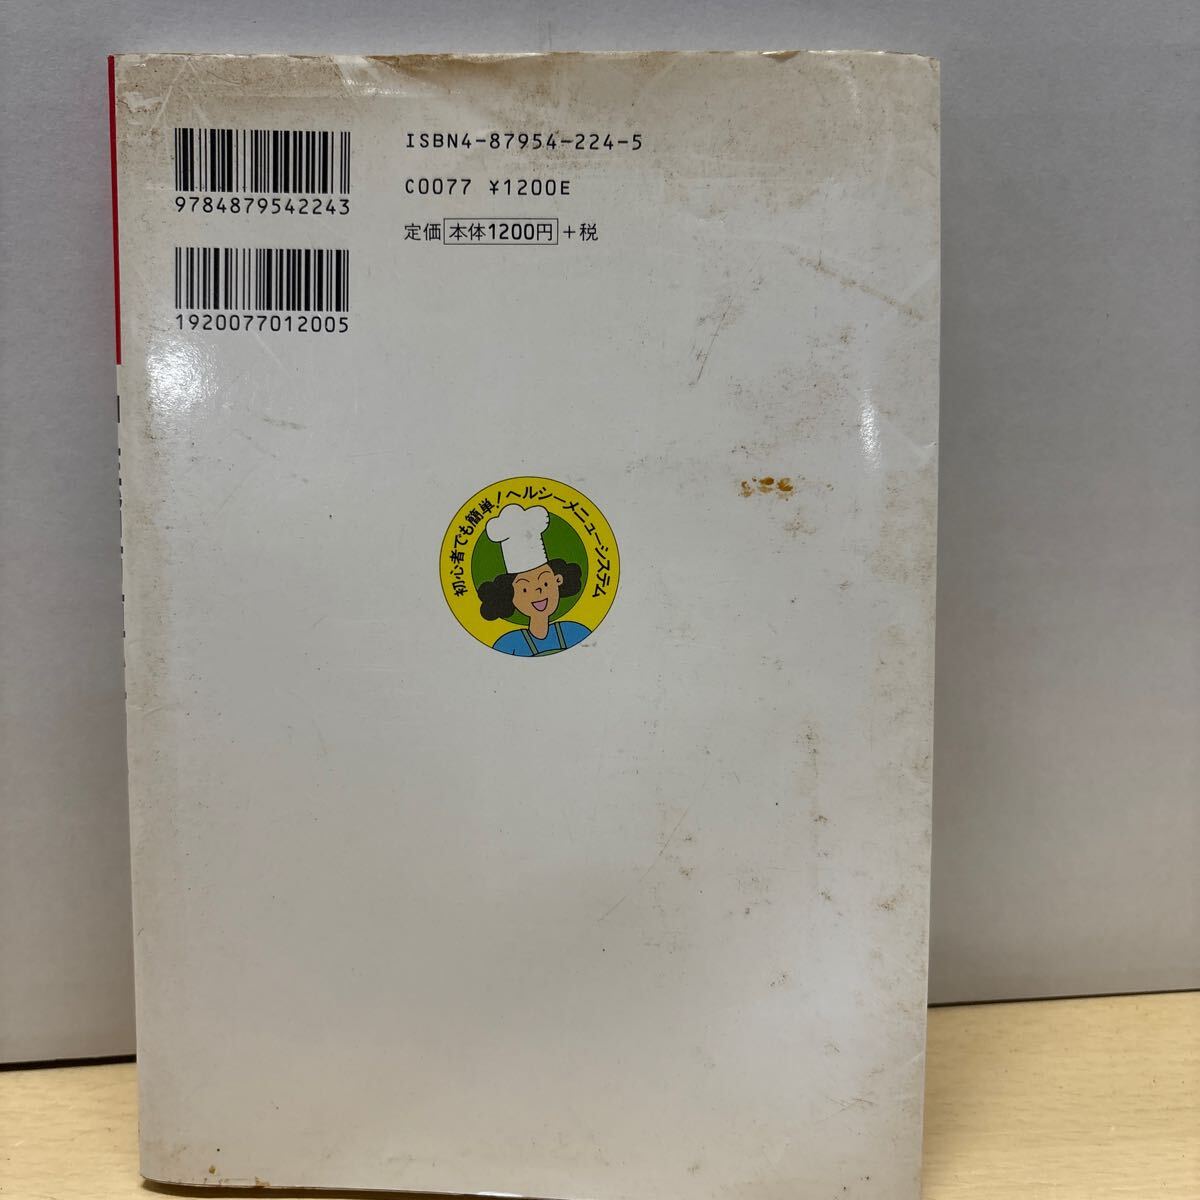 ISBN4-87954-224-5
C0077 ¥1200E
定価 本体1200円 +税
9784879542243
1920077012005
初心者でも簡単!ヘルシーメニューシステム